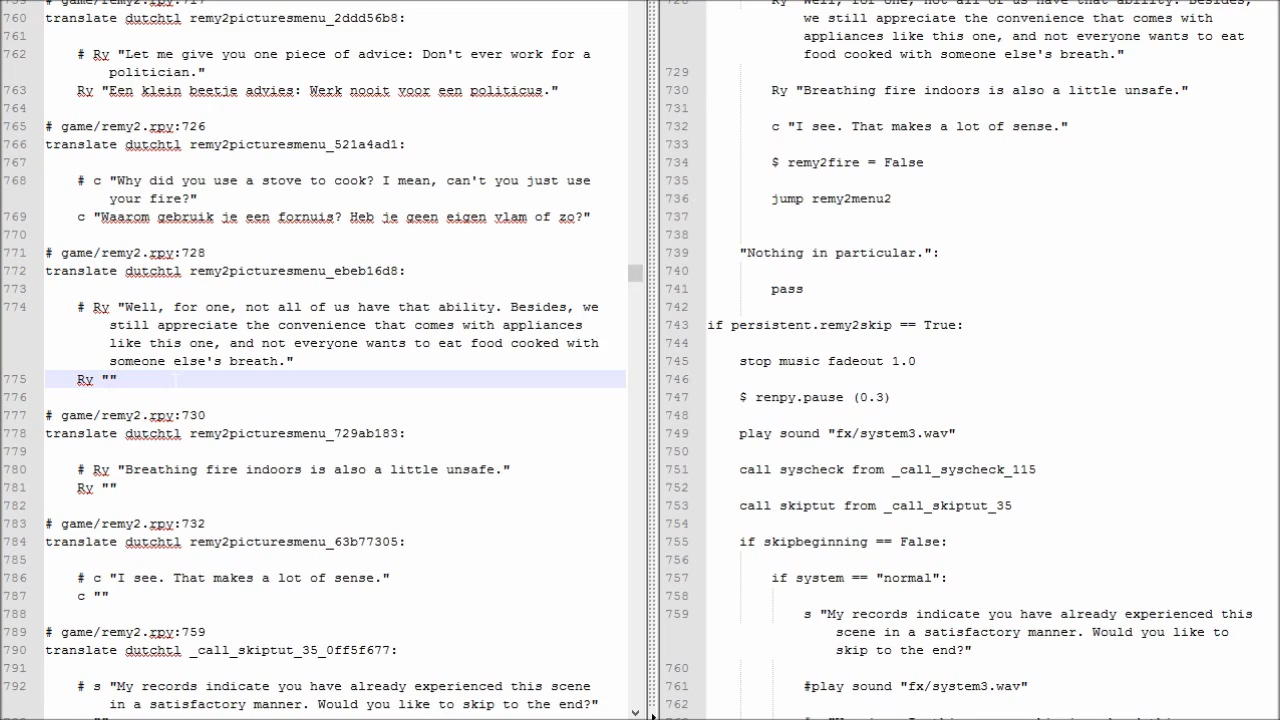 # game/remy2.rpy:717
760 translate dutchtl remy2picturesmenu_2ddd56b8:
761
762 # Ry "Let me give you one piece of advice: Don't ever work for a
politician."
763 Ry "Een klein beetje advies: Werk nooit voor een politicus."
764
765 # game/remy2.rpy:726
766 translate dutchtl remy2picturesmenu_521a4ad1:
767
768 # c "Why did you use a stove to cook? I mean, can't you just use
your fire?"
769 c "Waarom gebruik je een fornuis? Heb je geen eigen vlam of zo?"
770
771 # game/remy2.rpy:728
772 translate dutchtl remy2picturesmenu_ebeb16d8:
773
774 # Ry "Well, for one, not all of us have that ability. Besides, we
still appreciate the convenience that comes with appliances
like this one, and not everyone wants to eat food cooked with
someone else's breath."
775 Ry ""
776
777 # game/remy2.rpy:730
778 translate dutchtl remy2picturesmenu_729ab183:
779
780 # Ry "Breathing fire indoors is also a little unsafe."
781 Ry ""
782
783 # game/remy2.rpy:732
784 translate dutchtl remy2picturesmenu_63b77305:
785
786 # c "I see. That makes a lot of sense."
787 c ""
788
789 # game/remy2.rpy:759
790 translate dutchtl _call_skiptut_35_0ff5f677:
791
792 # s "My records indicate you have already experienced this scene
in a satisfactory manner. Would you like to skip to the end?"
Ry "Well, for one, not all of us have that ability. Besides,
we still appreciate the convenience that comes with
appliances like this one, and not everyone wants to eat
food cooked with someone else's breath."
729
730 Ry "Breathing fire indoors is also a little unsafe."
731
732 c "I see. That makes a lot of sense."
733
734 $ remy2fire = False
735
736 jump remy2menu2
737
738
739 "Nothing in particular.":
740
741 pass
742
743 if persistent.remy2skip == True:
744
745 stop music fadeout 1.0
746
747 $ renpy.pause (0.3)
748
749 play sound "fx/system3.wav"
750
751 call syscheck from _call_syscheck_115
752
753 call skiptut from _call_skiptut_35
754
755 if skipbeginning == False:
756
757 if system == "normal":
758
759 s "My records indicate you have already experienced this
scene in a satisfactory manner. Would you like to
skip to the end?"
760
761 #play sound "fx/system3.wav"
762